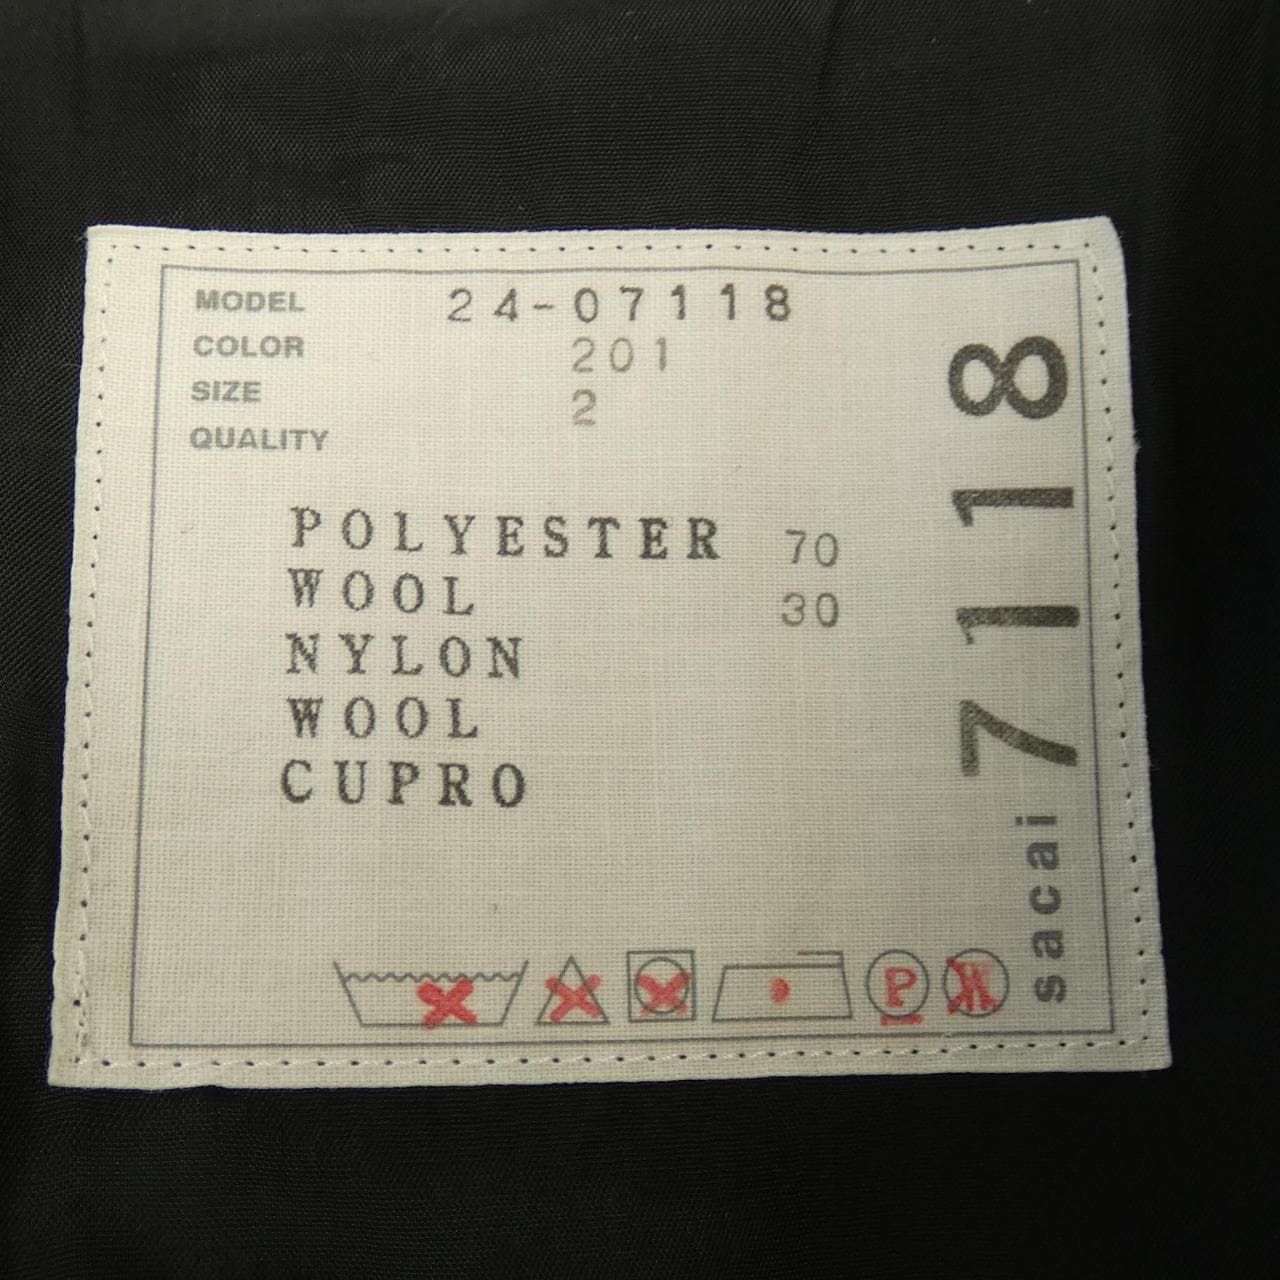 MODEL 24-07118
COLOR 201
SIZE 2
QUALITY
POLYESTER 70
WOOL 30
NYLON
WOOL
CUPRO
P W
sacai 7118